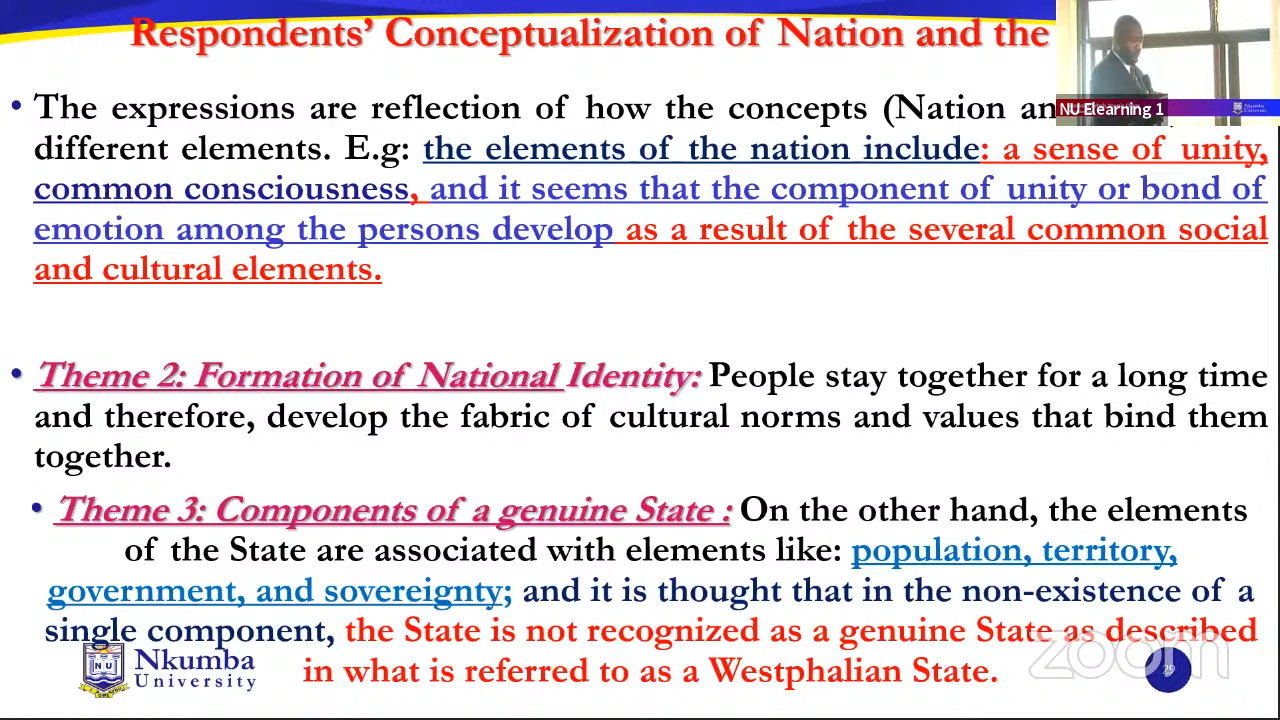 Respondents’ Conceptualization of Nation and the
• The expressions are reflection of how the concepts (Nation an
different elements. E.g: the elements of the nation include: a sense of unity,
common consciousness, and it seems that the component of unity or bond of
emotion among the persons develop as a result of the several common social
and cultural elements.
• Theme 2: Formation of National Identity: People stay together for a long time
and therefore, develop the fabric of cultural norms and values that bind them
together.
• Theme 3: Components of a genuine State : On the other hand, the elements
of the State are associated with elements like: population, territory,
government, and sovereignty; and it is thought that in the non-existence of a
single component, the State is not recognized as a genuine State as described
in what is referred to as a Westphalian State.
NU Elearning 1
NU
Nkumba
University
zoom
29